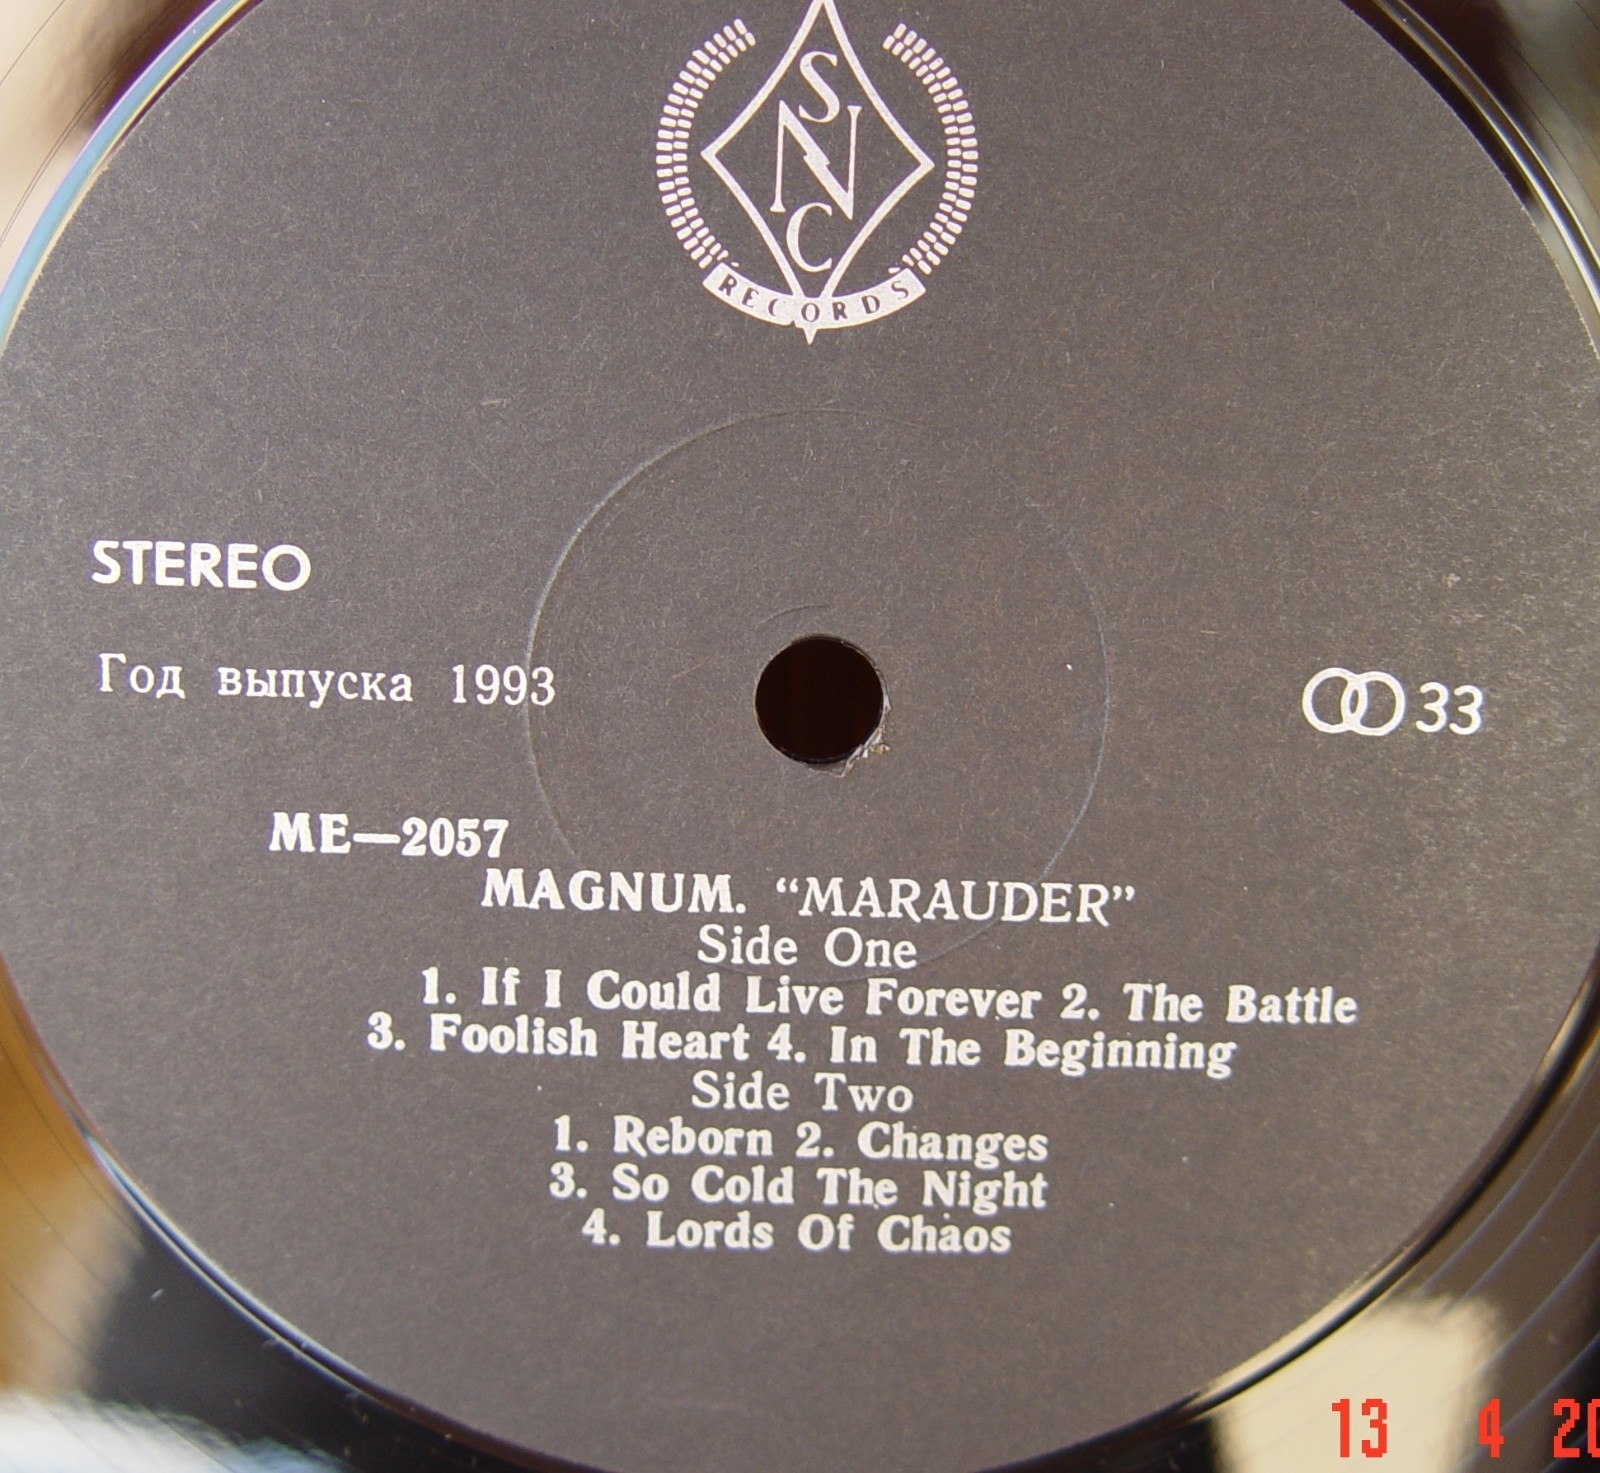 SNC
RECORDS
STEREO
Год выпуска 1993
33
ME—2057
MAGNUM. “MARAUDER”
Side One
1. If I Could Live Forever 2. The Battle
3. Foolish Heart 4. In The Beginning
Side Two
1. Reborn 2. Changes
3. So Cold The Night
4. Lords Of Chaos
13 4 20